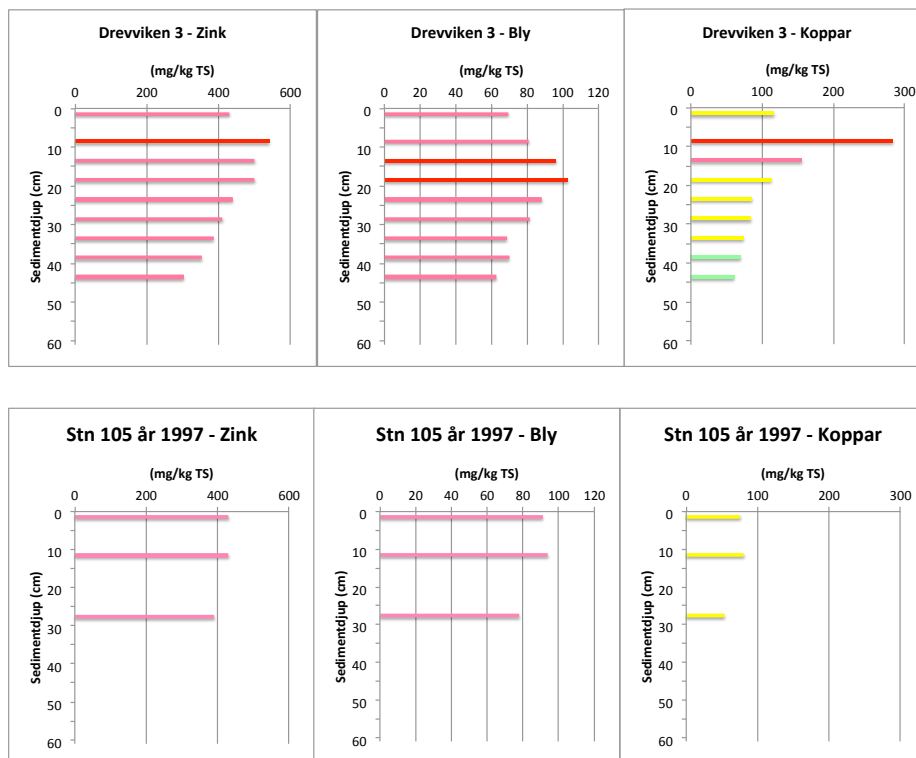 Drevviken 3 - Zink
(mg/kg TS)
0 200 400 600
Sedimentdjup (cm)
0
10
20
30
40
50
60
Drevviken 3 - Bly
(mg/kg TS)
0 20 40 60 80 100 120
Sedimentdjup (cm)
0
10
20
30
40
50
60
Drevviken 3 - Koppar
(mg/kg TS)
0 100 200 300
Sedimentdjup (cm)
0
10
20
30
40
50
60
Stn 105 år 1997 - Zink
(mg/kg TS)
0 200 400 600
Sedimentdjup (cm)
0
10
20
30
40
50
60
Stn 105 år 1997 - Bly
(mg/kg TS)
0 20 40 60 80 100 120
Sedimentdjup (cm)
0
10
20
30
40
50
60
Stn 105 år 1997 - Koppar
(mg/kg TS)
0 100 200 300
Sedimentdjup (cm)
0
10
20
30
40
50
60